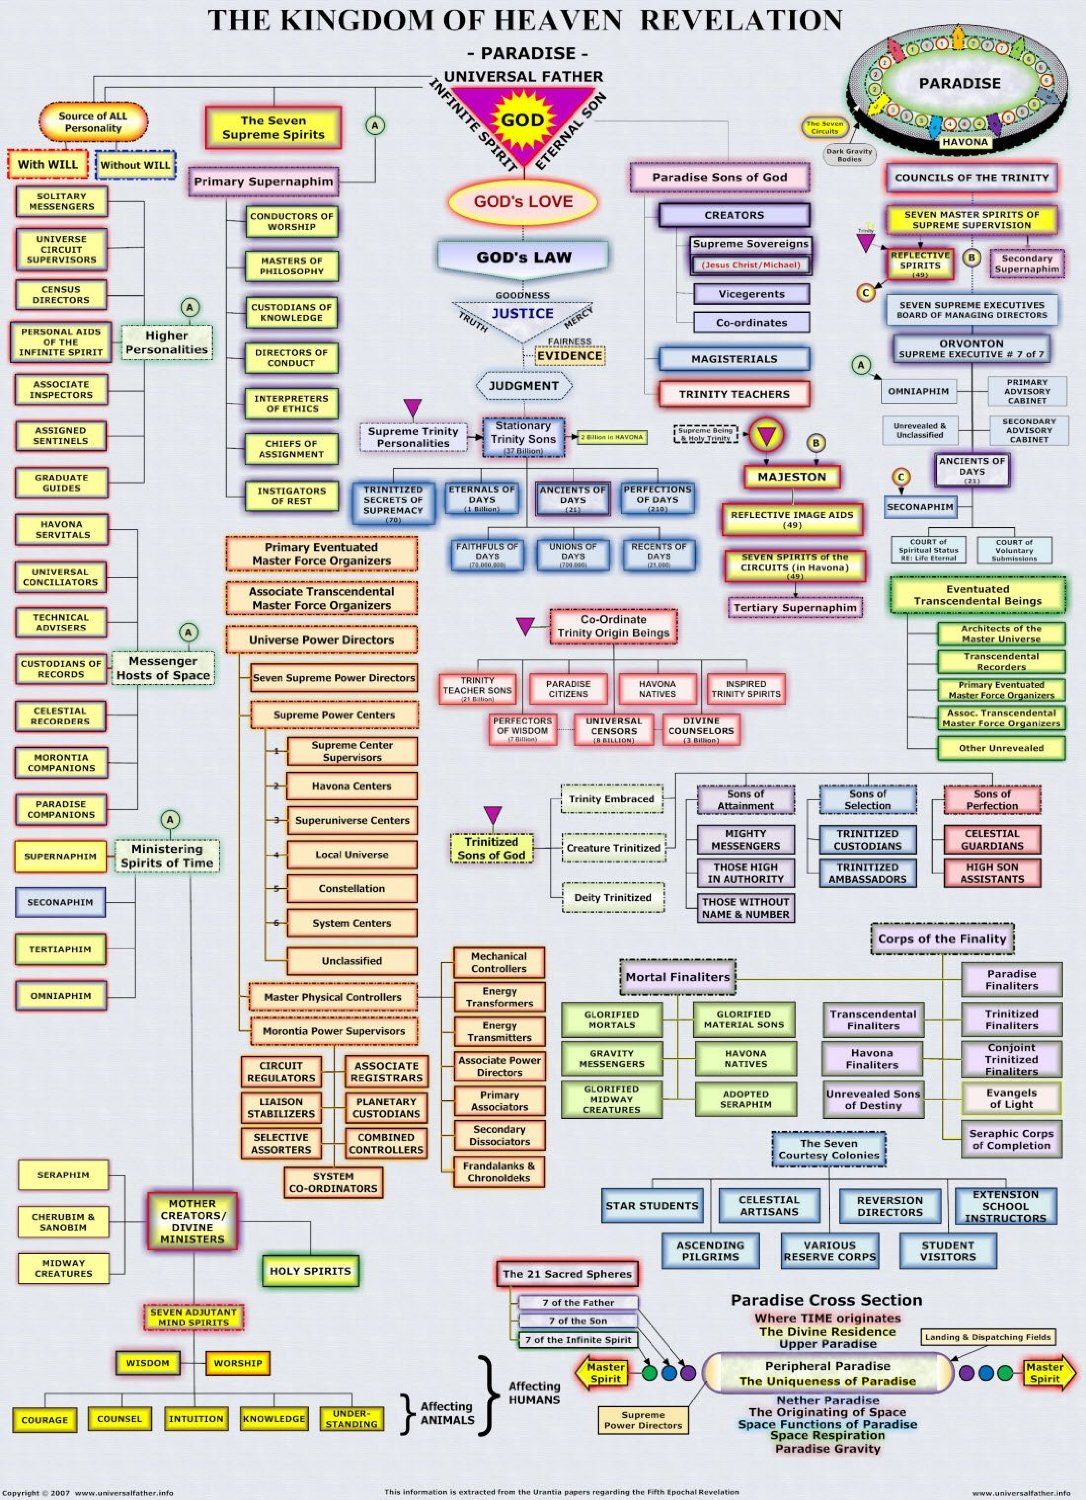 THE KINGDOM OF HEAVEN REVELATION
- PARADISE -
UNIVERSAL FATHER
INFINITE SPIRIT
ETERNAL SON
GOD
GOD's LOVE
GOD's LAW
GOODNESS
JUSTICE
TRUTH
MERCY
FAIRNESS
EVIDENCE
JUDGMENT
Source of ALL
Personality
With WILL
Without WILL
SOLITARY
MESSENGERS
UNIVERSE
CIRCUIT
SUPERVISORS
CENSUS
DIRECTORS
PERSONAL AIDS
OF THE
INFINITE SPIRIT
ASSOCIATE
INSPECTORS
ASSIGNED
SENTINELS
GRADUATE
GUIDES
A
Higher
Personalities
HAVONA
SERVITALS
UNIVERSAL
CONCILIATORS
TECHNICAL
ADVISERS
CUSTODIANS OF
RECORDS
CELESTIAL
RECORDERS
MORONTIA
COMPANIONS
PARADISE
COMPANIONS
A
Messenger
Hosts of Space
SUPERNAPHIM
SECONAPHIM
TERTIAPHIM
OMNIAPHIM
A
Ministering
Spirits of Time
The Seven
Supreme Spirits
A
Primary Supernaphim
CONDUCTORS OF
WORSHIP
MASTERS OF
PHILOSOPHY
CUSTODIANS OF
KNOWLEDGE
DIRECTORS OF
CONDUCT
INTERPRETERS
OF ETHICS
CHIEFS OF
ASSIGNMENT
INSTIGATORS
OF REST
Paradise Sons of God
CREATORS
Supreme Sovereigns
(Jesus Christ/Michael)
Vicegerents
Co-ordinates
MAGISTERIALS
TRINITY TEACHERS
PARADISE
HAVONA
The Seven
Circuits
Dark Gravity
Bodies
COUNCILS OF THE TRINITY
SEVEN MASTER SPIRITS OF
SUPREME SUPERVISION
Trinity
REFLECTIVE
SPIRITS
(49)
B
Secondary
Supernaphim
C
SEVEN SUPREME EXECUTIVES
BOARD OF MANAGING DIRECTORS
ORVONTON
SUPREME EXECUTIVE # 7 of 7
A
OMNIAPHIM
PRIMARY
ADVISORY
CABINET
Unrevealed &
Unclassified
SECONDARY
ADVISORY
CABINET
ANCIENTS OF
DAYS
(21)
C
SECONAPHIM
COURT of
Spiritual Status
RE: Life Eternal
COURT of
Voluntary
Submissions
Supreme Trinity
Personalities
Stationary
Trinity Sons
(37 Billion)
2 Billion in HAVONA
TRINITIZED
SECRETS OF
SUPREMACY
(70)
ETERNALS OF
DAYS
(1 Billion)
ANCIENTS OF
DAYS
(21)
PERFECTIONS
OF DAYS
(210)
FAITHFULS OF
DAYS
(70,000,000)
UNIONS OF
DAYS
(700,000)
RECENTS OF
DAYS
(21,000)
Supreme Being
& Holy Trinity
B
MAJESTON
REFLECTIVE IMAGE AIDS
(49)
SEVEN SPIRITS of the
CIRCUITS (in Havona)
(49)
Tertiary Supernaphim
Eventuated
Transcendental Beings
Architects of the
Master Universe
Transcendental
Recorders
Primary Eventuated
Master Force Organizers
Assoc. Transcendental
Master Force Organizers
Other Unrevealed
Primary Eventuated
Master Force Organizers
Associate Transcendental
Master Force Organizers
Universe Power Directors
Seven Supreme Power Directors
Supreme Power Centers
1
Supreme Center
Supervisors
2
Havona Centers
3
Superuniverse Centers
4
Local Universe
5
Constellation
6
System Centers
Unclassified
Master Physical Controllers
Morontia Power Supervisors
Mechanical
Controllers
Energy
Transformers
Energy
Transmitters
Associate Power
Directors
Primary
Associators
Secondary
Dissociators
Frandalanks &
Chronoldeks
CIRCUIT
REGULATORS
ASSOCIATE
REGISTRARS
LIAISON
STABILIZERS
PLANETARY
CUSTODIANS
SELECTIVE
ASSORTERS
COMBINED
CONTROLLERS
SYSTEM
CO-ORDINATORS
Co-Ordinate
Trinity Origin Beings
TRINITY
TEACHER SONS
(21 Billion)
PARADISE
CITIZENS
HAVONA
NATIVES
INSPIRED
TRINITY SPIRITS
PERFECTORS
OF WISDOM
(7 Billion)
UNIVERSAL
CENSORS
(8 BILLION)
DIVINE
COUNSELORS
(3 Billion)
Trinitized
Sons of God
Trinity Embraced
Creature Trinitized
Deity Trinitized
Sons of
Attainment
MIGHTY
MESSENGERS
THOSE HIGH
IN AUTHORITY
THOSE WITHOUT
NAME & NUMBER
Sons of
Selection
TRINITIZED
CUSTODIANS
TRINITIZED
AMBASSADORS
Sons of
Perfection
CELESTIAL
GUARDIANS
HIGH SON
ASSISTANTS
Corps of the Finality
Mortal Finaliters
GLORIFIED
MORTALS
GLORIFIED
MATERIAL SONS
GRAVITY
MESSENGERS
HAVONA
NATIVES
GLORIFIED
MIDWAY
CREATURES
ADOPTED
SERAPHIM
Paradise
Finaliters
Transcendental
Finaliters
Trinitized
Finaliters
Havona
Finaliters
Conjoint
Trinitized
Finaliters
Unrevealed Sons
of Destiny
Evangels
of Light
Seraphic Corps
of Completion
The Seven
Courtesy Colonies
STAR STUDENTS
CELESTIAL
ARTISANS
REVERSION
DIRECTORS
EXTENSION
SCHOOL
INSTRUCTORS
ASCENDING
PILGRIMS
VARIOUS
RESERVE CORPS
STUDENT
VISITORS
SERAPHIM
CHERUBIM &
SANOBIM
MIDWAY
CREATURES
MOTHER
CREATORS/
DIVINE
MINISTERS
HOLY SPIRITS
SEVEN ADJUTANT
MIND SPIRITS
WISDOM
WORSHIP
COURAGE
COUNSEL
INTUITION
KNOWLEDGE
UNDER-
STANDING
Affecting
ANIMALS
Affecting
HUMANS
The 21 Sacred Spheres
7 of the Father
7 of the Son
7 of the Infinite Spirit
Master
Spirit
Supreme
Power Directors
Paradise Cross Section
Where TIME originates
The Divine Residence
Upper Paradise
Landing & Dispatching Fields
Peripheral Paradise
The Uniqueness of Paradise
Master
Spirit
Nether Paradise
The Originating of Space
Space Functions of Paradise
Space Respiration
Paradise Gravity
Copyright © 2007 www.universalfather.info
This information is extracted from the Urantia papers regarding the Fifth Epochal Revelation
www.universalfather.info